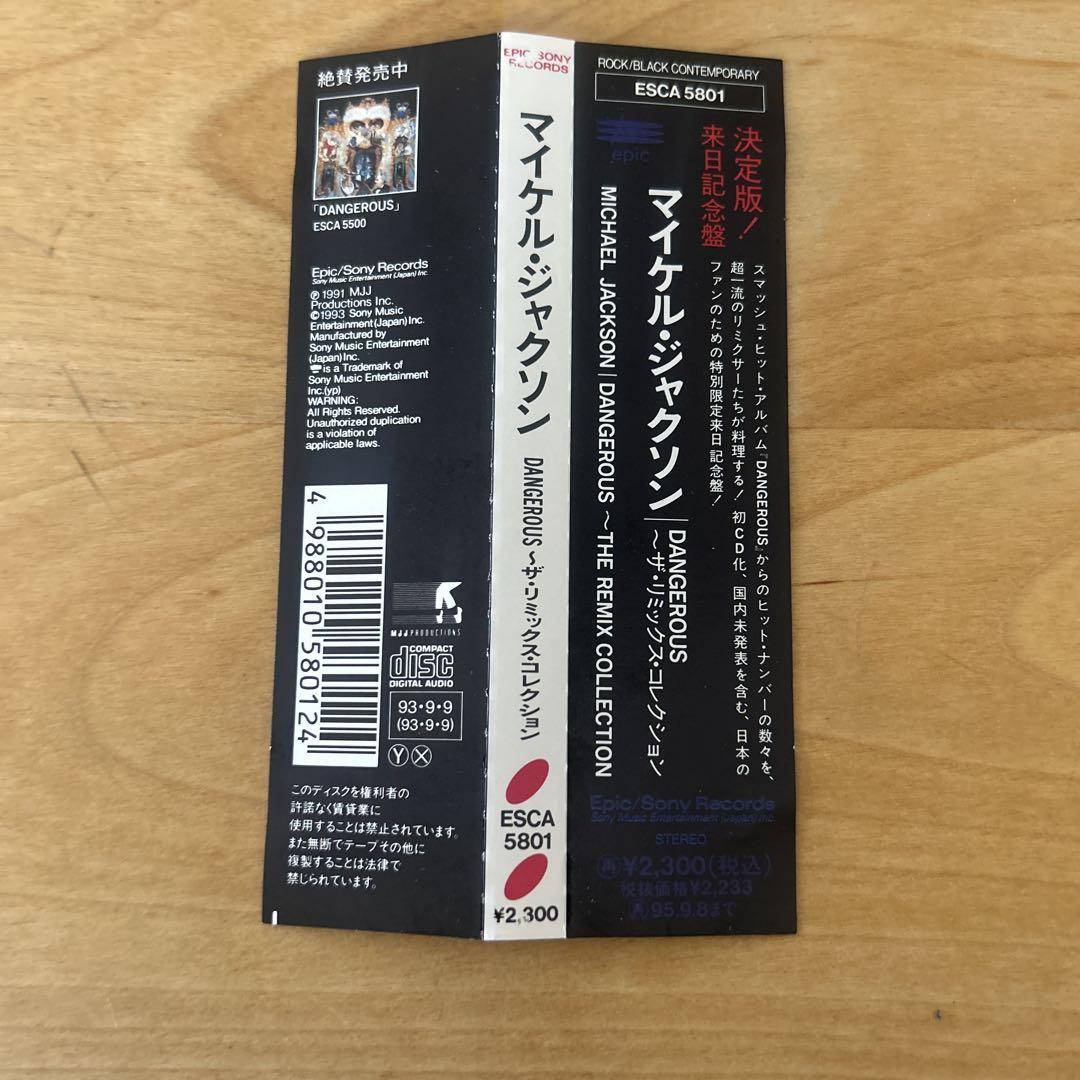 絶賛発売中
「DANGEROUS」
ESCA 5500
Epic/Sony Records
Sony Music Entertainment (Japan) Inc.
Ⓟ 1991 MJJ
Productions Inc.
©1993 Sony Music
Entertainment (Japan) Inc.
Manufactured by
Sony Music Entertainment
(Japan) Inc.
is a Trademark of
Sony Music Entertainment
Inc.(yp)
WARNING:
All Rights Reserved.
Unauthorized duplication
is a violation of
applicable laws.
4 988010 580124
MJJ PRODUCTIONS
COMPACT
disc
DIGITAL AUDIO
93・9・9
(93・9・9)
Ⓨ Ⓧ
このディスクを権利者の
許諾なく賃貸業に
使用することは禁止されています。
また無断でテープその他に
複製することは法律で
禁じられています。
EPIC/SONY
RECORDS
マイケル・ジャクソン
DANGEROUS～ザ・リミックス・コレクション
ESCA
5801
¥2,300
ROCK/BLACK CONTEMPORARY
ESCA 5801
epic
決定版!
来日記念盤
スマッシュ・ヒット・アルバム『DANGEROUS』からのヒット・ナンバーの数々を、
超一流のリミクサーたちが料理する! 初CD化、国内未発表を含む、日本の
ファンのための特別限定来日記念盤!
マイケル・ジャクソン
DANGEROUS
～ザ・リミックス・コレクション
MICHAEL JACKSON | DANGEROUS ～THE REMIX COLLECTION
Epic/Sony Records
Sony Music Entertainment (Japan) Inc.
STEREO
㊢¥2,300(税込)
税抜価格¥2,233
95.9.8まで